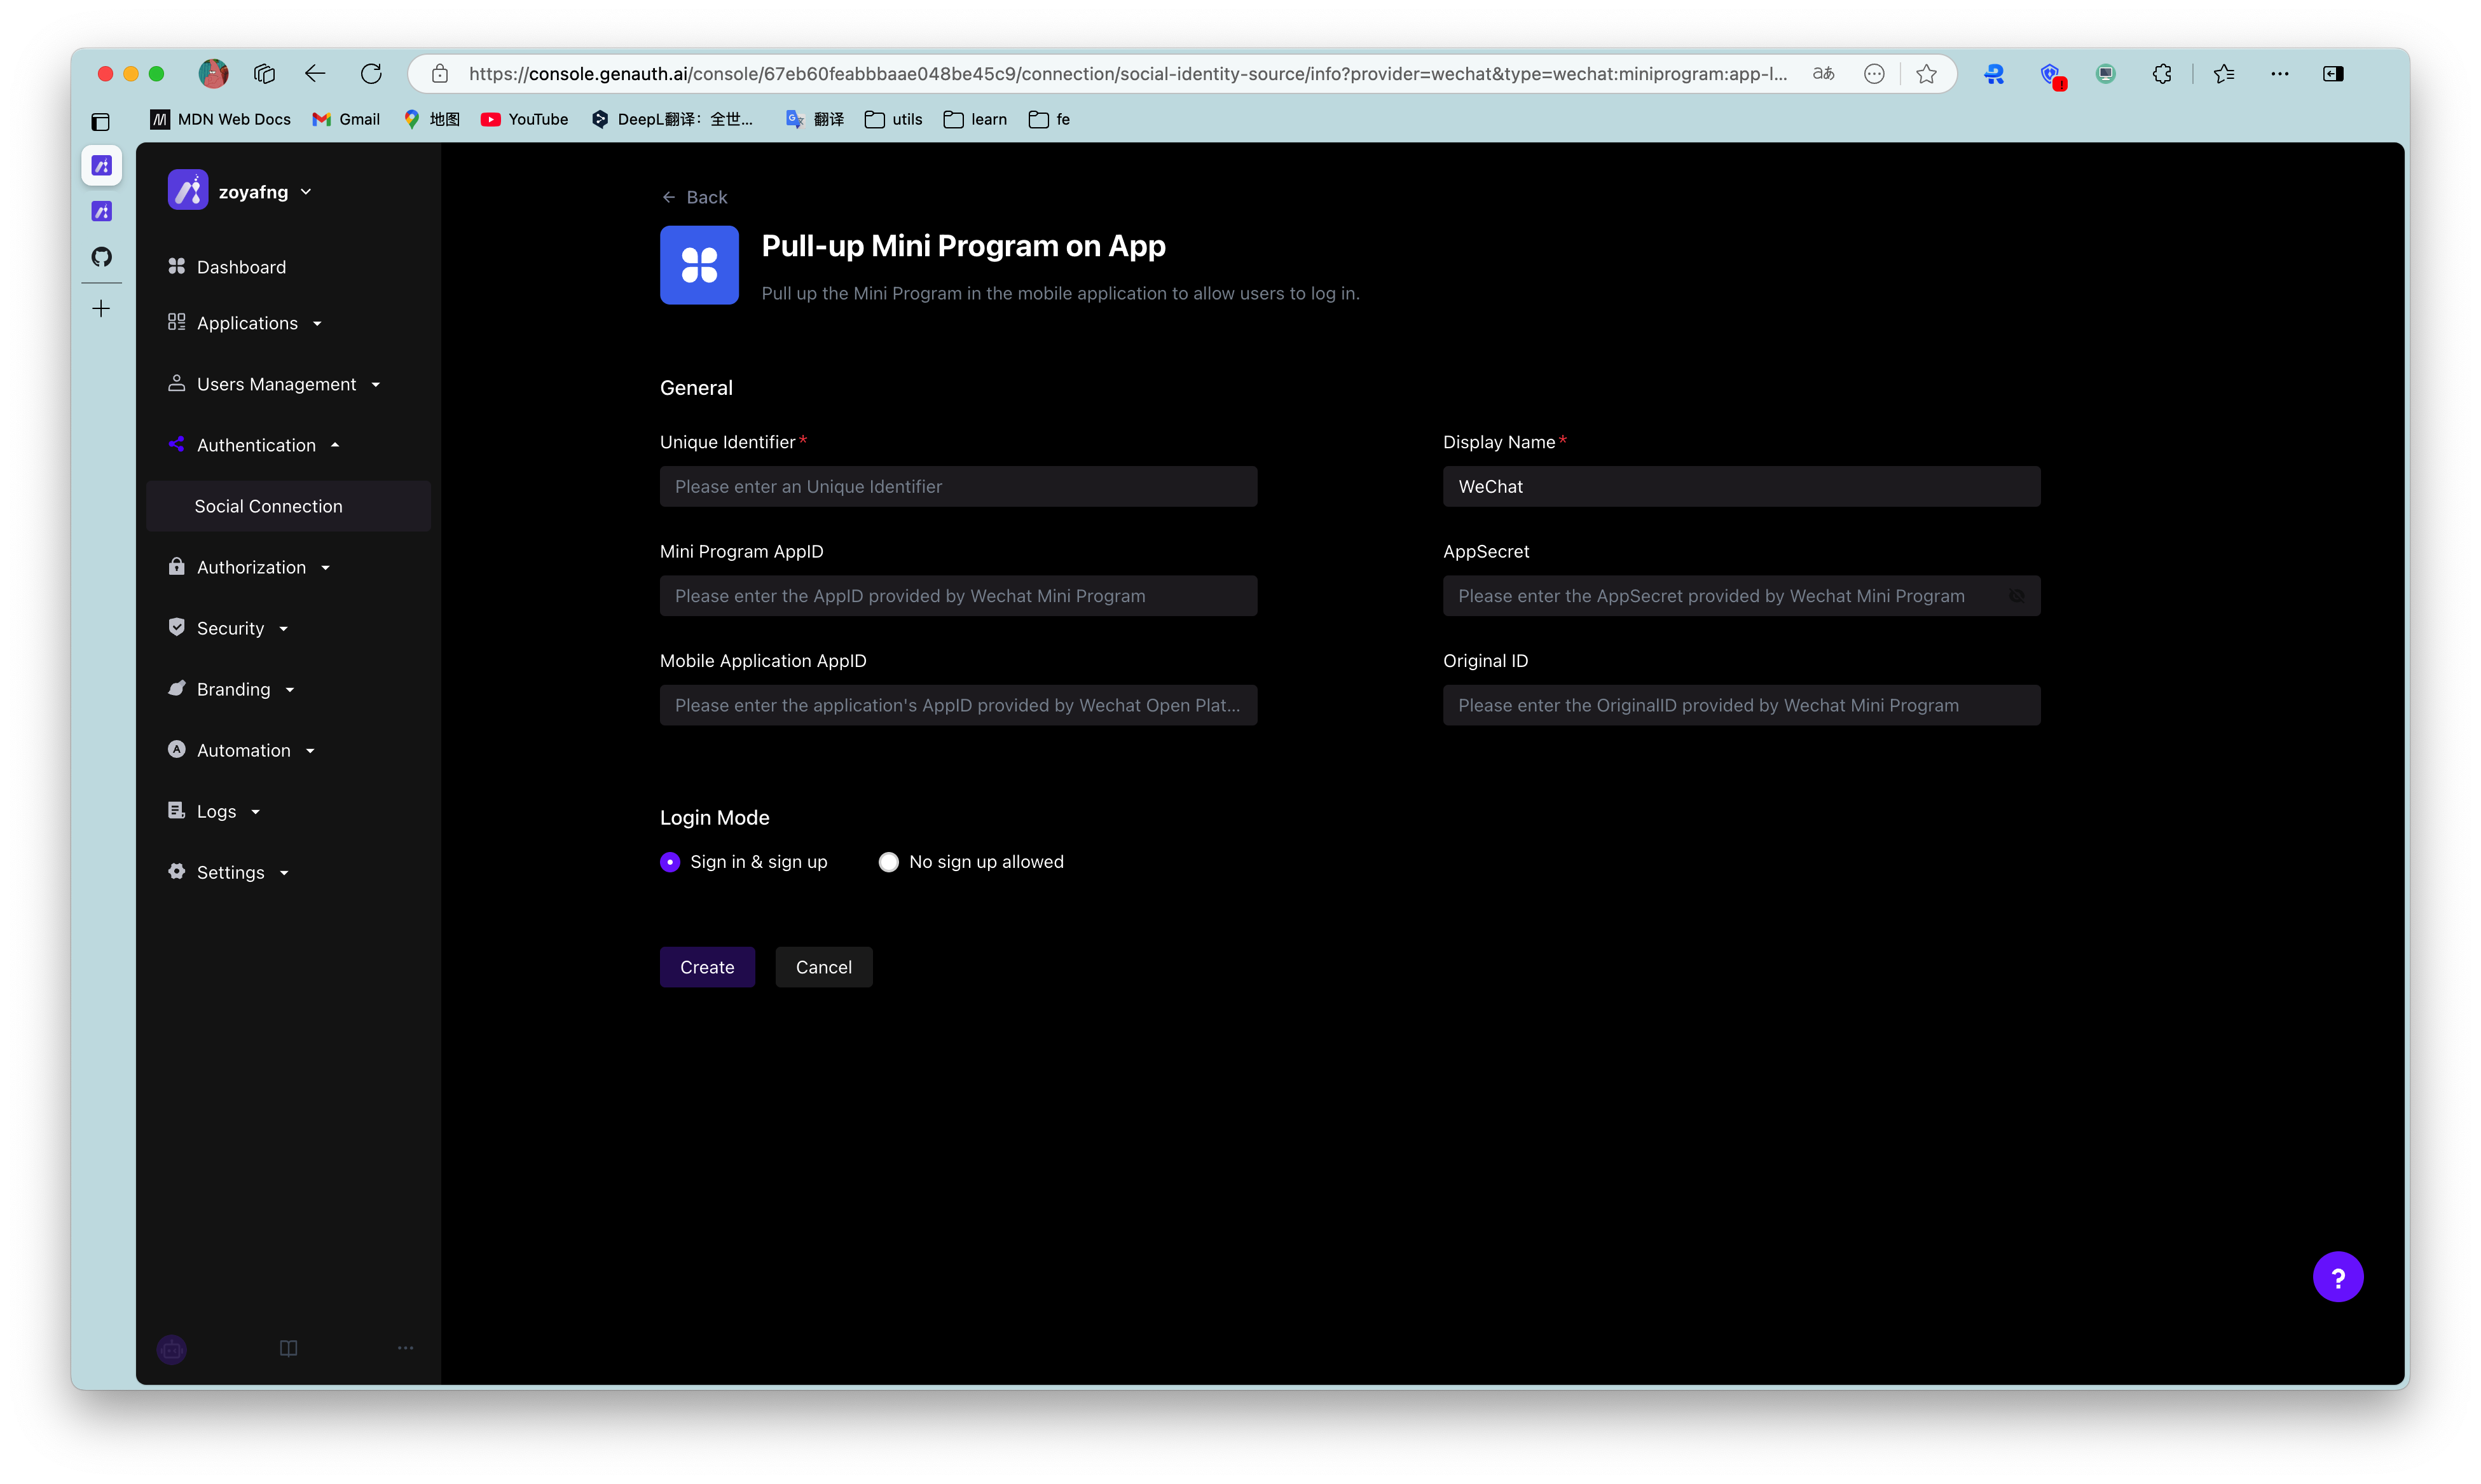 https://console.genauth.ai/console/67eb60feabbbaae048be45c9/connection/social-identity-source/info?provider=wechat&type=wechat:miniprogram:app-l...
aあ
MDN Web Docs
Gmail
地图
YouTube
DeepL翻译：全世...
翻译
utils
learn
fe
zoyafng
Dashboard
Applications
Users Management
Authentication
Social Connection
Authorization
Security
Branding
Automation
Logs
Settings
Back
Pull-up Mini Program on App
Pull up the Mini Program in the mobile application to allow users to log in.
General
Unique Identifier*
Please enter an Unique Identifier
Display Name*
WeChat
Mini Program AppID
Please enter the AppID provided by Wechat Mini Program
AppSecret
Please enter the AppSecret provided by Wechat Mini Program
Mobile Application AppID
Please enter the application's AppID provided by Wechat Open Plat...
Original ID
Please enter the OriginalID provided by Wechat Mini Program
Login Mode
Sign in & sign up
No sign up allowed
Create
Cancel
?